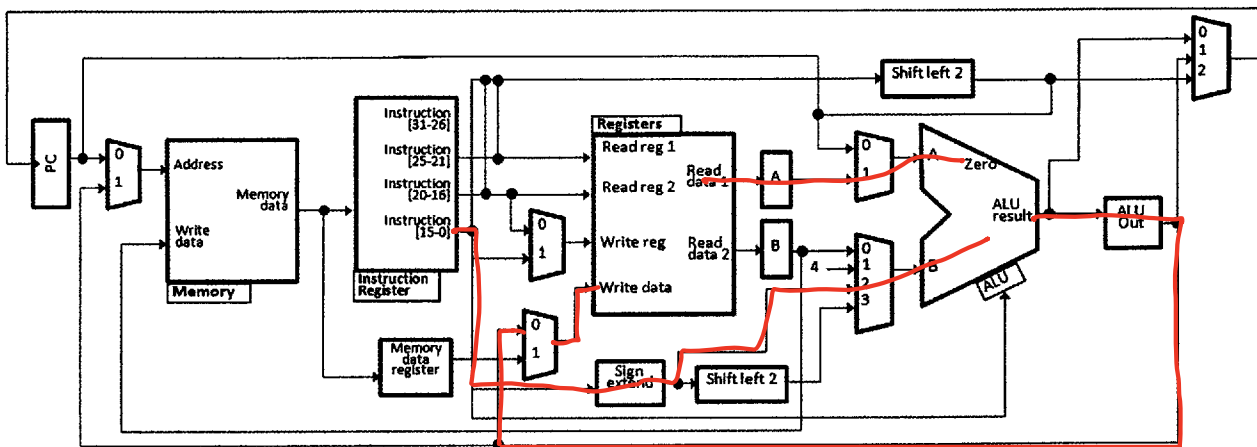 0
1
2
Shift left 2
PC
0
1
Address
Memory
data
Write
data
Memory
Instruction
[31-26]
Instruction
[25-21]
Instruction
[20-16]
Instruction
[15-0]
Instruction
Register
0
1
Registers
Read reg 1
Read reg 2
Write reg
Write data
Read
data 1
Read
data 2
A
B
0
1
4
0
1
2
3
A
B
Zero
ALU
result
ALU
ALU
Out
Memory
data
register
0
1
Sign
extend
Shift left 2